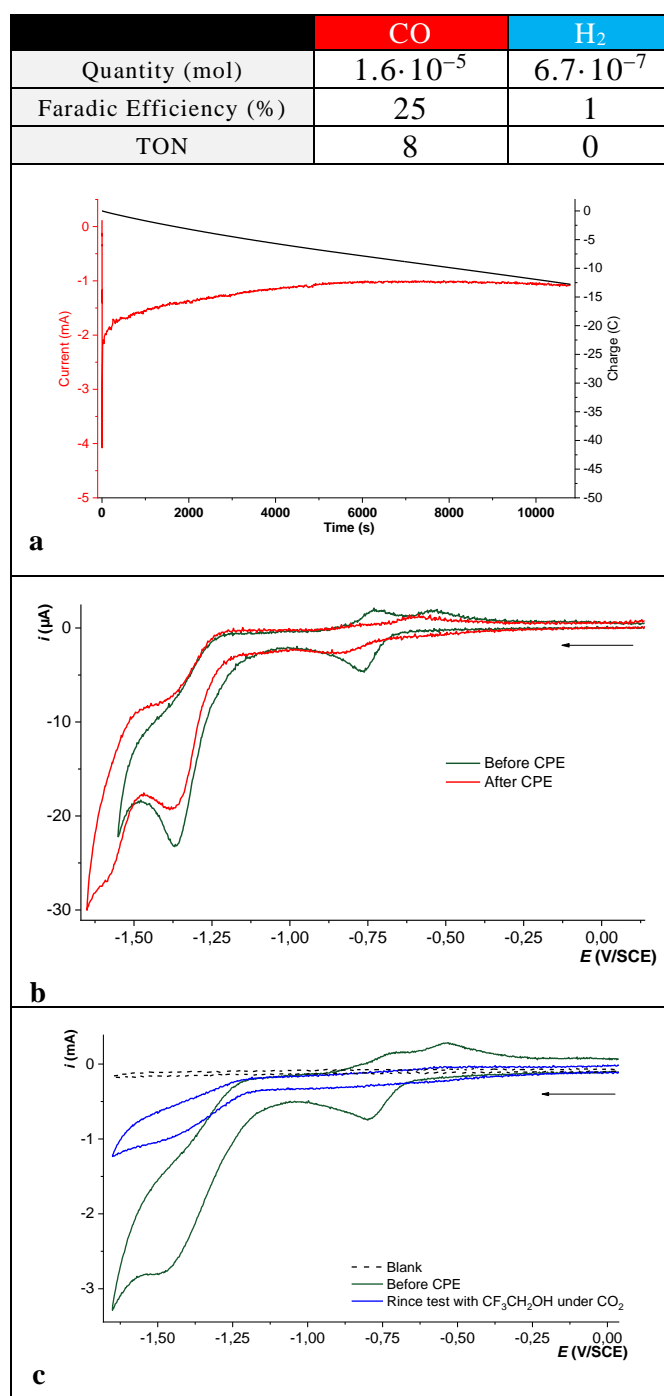 CO H₂
Quantity (mol) 1.6·10⁻⁵ 6.7·10⁻⁷
Faradic Efficiency (%) 25 1
TON 8 0
0
-1
-2
-3
-4
-5
Current (mA)
0
-5
-10
-15
-20
-25
-30
-35
-40
-45
-50
Charge (C)
0 2000 4000 6000 8000 10000
Time (s)
a
i (µA)
0
-10
-20
-30
Before CPE
After CPE
-1,50 -1,25 -1,00 -0,75 -0,50 -0,25 0,00
E (V/SCE)
b
i (mA)
0
-1
-2
-3
Blank
Before CPE
Rince test with CF₃CH₂OH under CO₂
-1,50 -1,25 -1,00 -0,75 -0,50 -0,25 0,00
E (V/SCE)
c